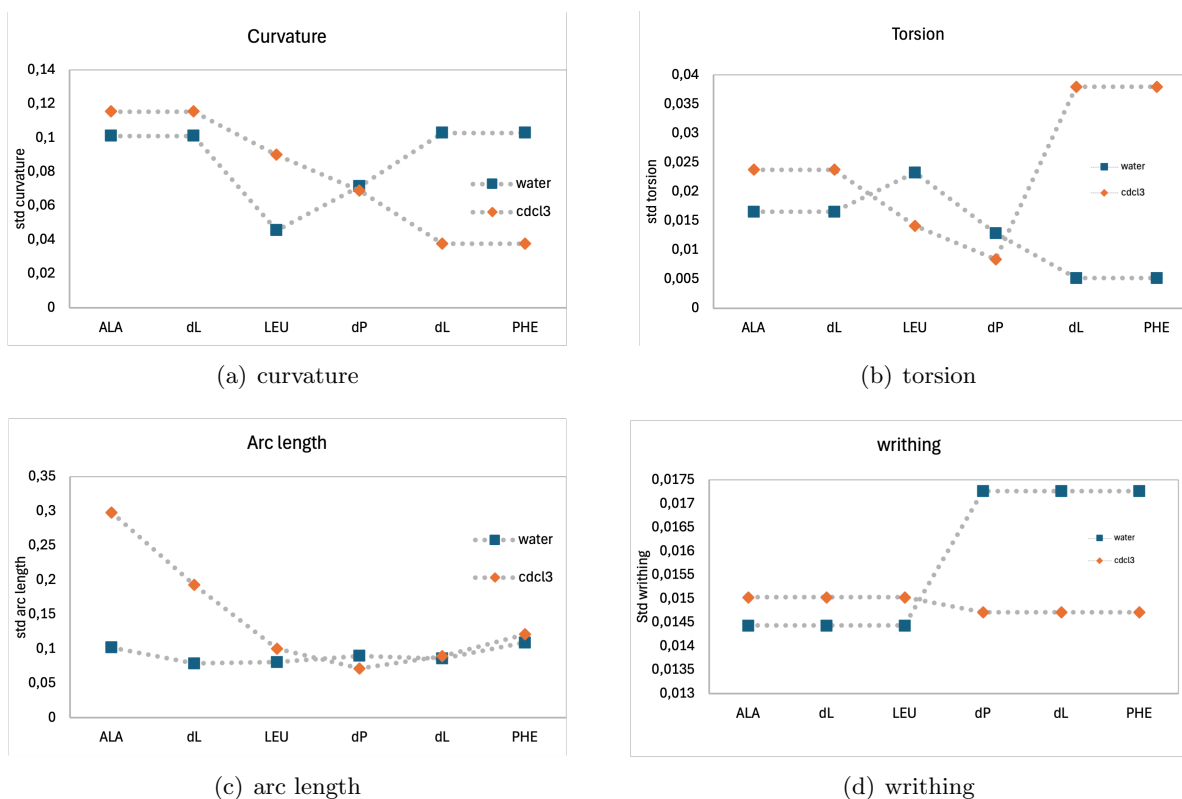 Curvature
std curvature
0,14
0,12
0,1
0,08
0,06
0,04
0,02
0
ALA dL LEU dP dL PHE
water
cdcl3
(a) curvature
Torsion
std torsion
0,04
0,035
0,03
0,025
0,02
0,015
0,01
0,005
0
ALA dL LEU dP dL PHE
water
cdcl3
(b) torsion
Arc length
std arc length
0,35
0,3
0,25
0,2
0,15
0,1
0,05
0
ALA dL LEU dP dL PHE
water
cdcl3
(c) arc length
writhing
Std writhing
0,0175
0,017
0,0165
0,016
0,0155
0,015
0,0145
0,014
0,0135
0,013
ALA dL LEU dP dL PHE
water
cdcl3
(d) writhing